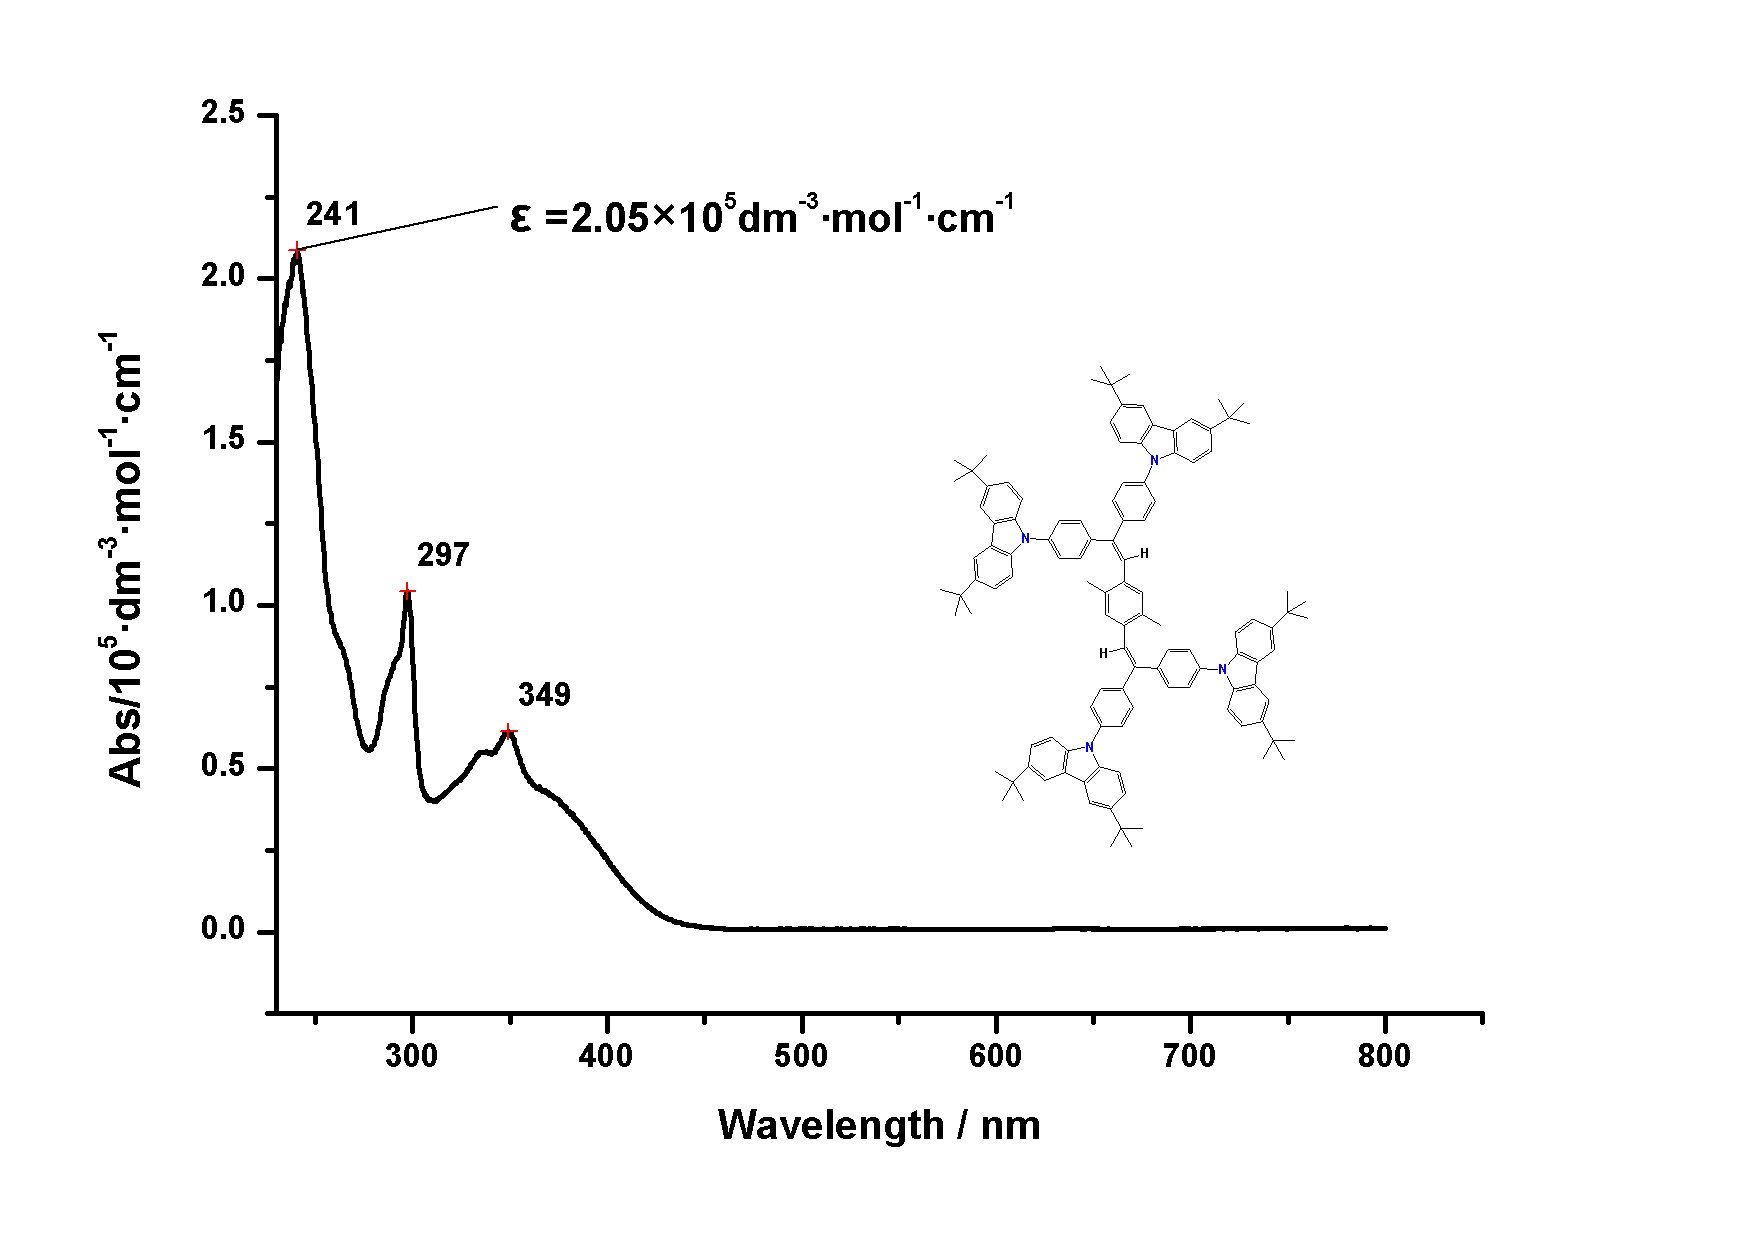 2.5
2.0
1.5
1.0
0.5
0.0
Abs/10⁵·dm⁻³·mol⁻¹·cm⁻¹
241
ε =2.05×10⁵dm⁻³·mol⁻¹·cm⁻¹
297
349
N
N
H
H
N
N
300 400 500 600 700 800
Wavelength / nm